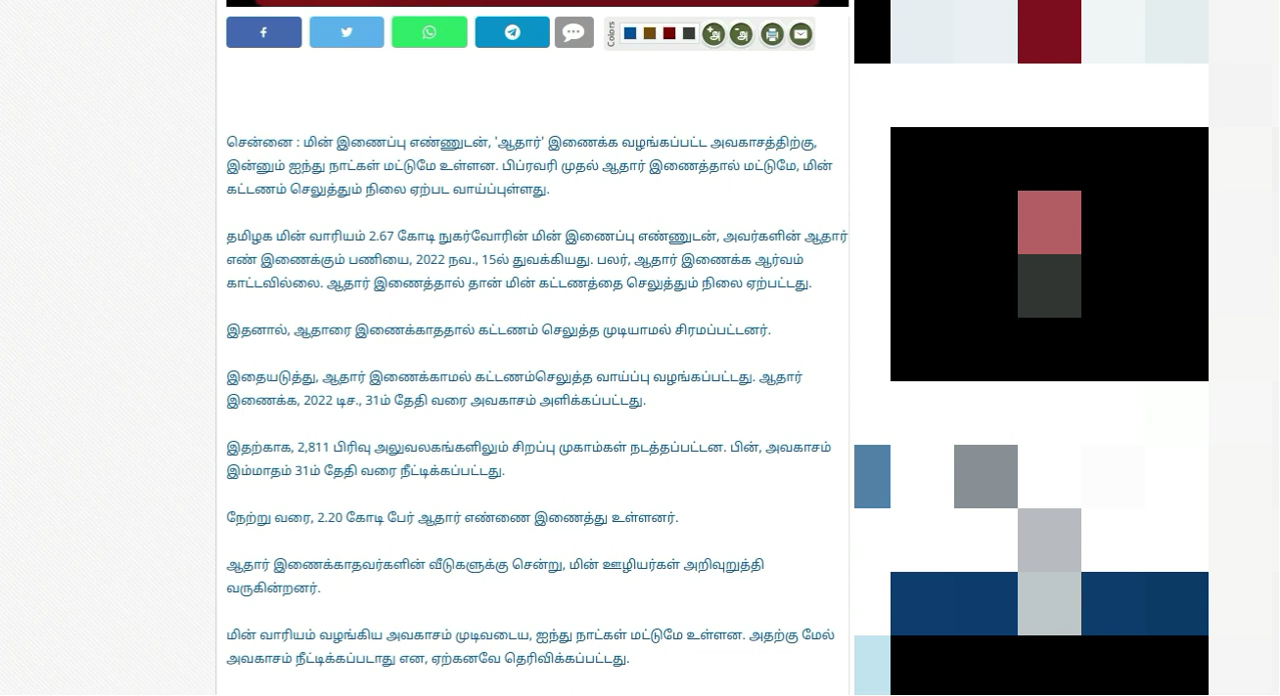 Colors
+அ
-அ
சென்னை : மின் இணைப்பு எண்ணுடன், 'ஆதார்' இணைக்க வழங்கப்பட்ட அவகாசத்திற்கு,
இன்னும் ஐந்து நாட்கள் மட்டுமே உள்ளன. பிப்ரவரி முதல் ஆதார் இணைத்தால் மட்டுமே, மின்
கட்டணம் செலுத்தும் நிலை ஏற்பட வாய்ப்புள்ளது.
தமிழக மின் வாரியம் 2.67 கோடி நுகர்வோரின் மின் இணைப்பு எண்ணுடன், அவர்களின் ஆதார்
எண் இணைக்கும் பணியை, 2022 நவ., 15ல் துவக்கியது. பலர், ஆதார் இணைக்க ஆர்வம்
காட்டவில்லை. ஆதார் இணைத்தால் தான் மின் கட்டணத்தை செலுத்தும் நிலை ஏற்பட்டது.
இதனால், ஆதாரை இணைக்காததால் கட்டணம் செலுத்த முடியாமல் சிரமப்பட்டனர்.
இதையடுத்து, ஆதார் இணைக்காமல் கட்டணம்செலுத்த வாய்ப்பு வழங்கப்பட்டது. ஆதார்
இணைக்க, 2022 டிச., 31ம் தேதி வரை அவகாசம் அளிக்கப்பட்டது.
இதற்காக, 2,811 பிரிவு அலுவலகங்களிலும் சிறப்பு முகாம்கள் நடத்தப்பட்டன. பின், அவகாசம்
இம்மாதம் 31ம் தேதி வரை நீட்டிக்கப்பட்டது.
நேற்று வரை, 2.20 கோடி பேர் ஆதார் எண்ணை இணைத்து உள்ளனர்.
ஆதார் இணைக்காதவர்களின் வீடுகளுக்கு சென்று, மின் ஊழியர்கள் அறிவுறுத்தி
வருகின்றனர்.
மின் வாரியம் வழங்கிய அவகாசம் முடிவடைய, ஐந்து நாட்கள் மட்டுமே உள்ளன. அதற்கு மேல்
அவகாசம் நீட்டிக்கப்படாது என, ஏற்கனவே தெரிவிக்கப்பட்டது.